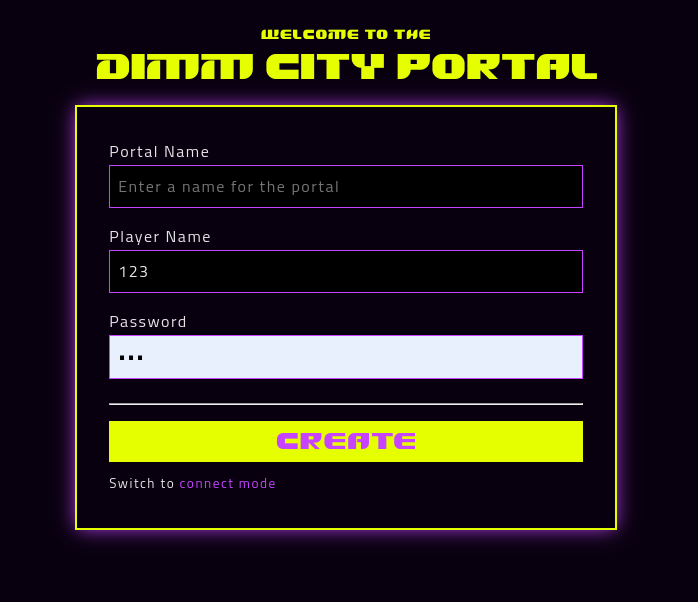 WELCOME TO THE
DIMM CITY PORTAL
Portal Name
Enter a name for the portal
Player Name
123
Password
•••
CREATE
Switch to connect mode